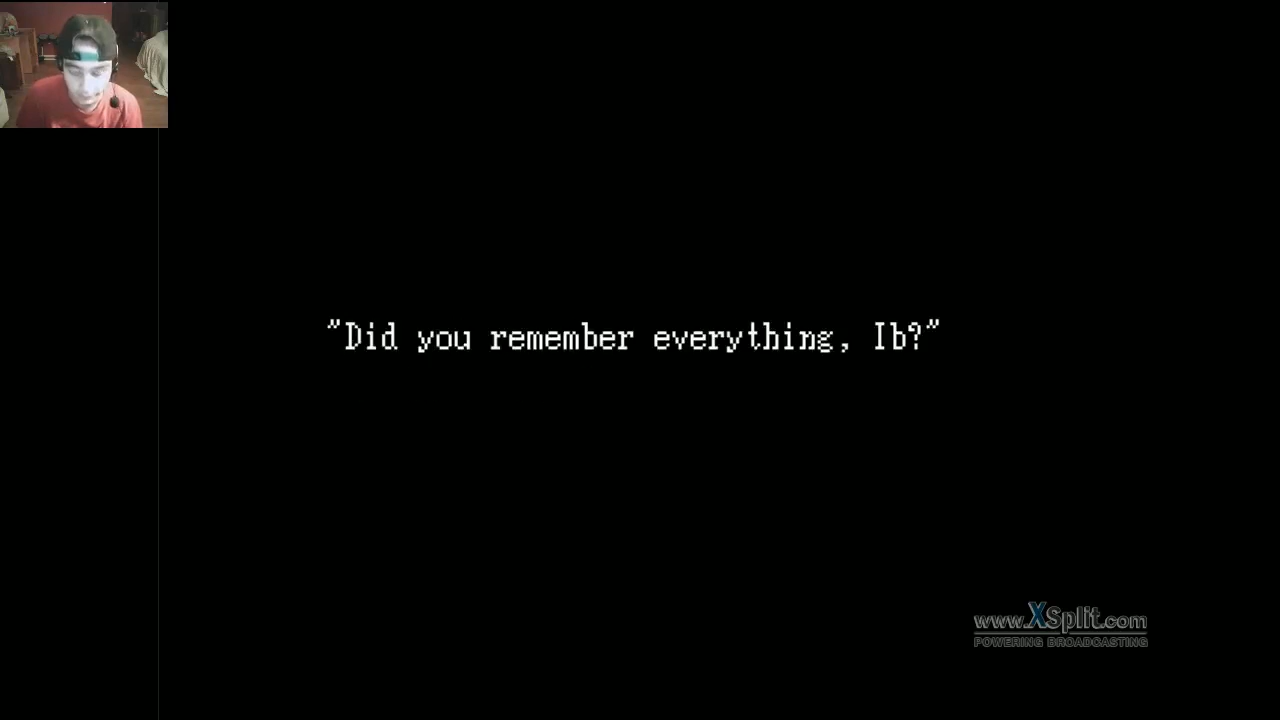 "Did you remember everything, Ib?"
www.XSplit.com
POWERING BROADCASTING